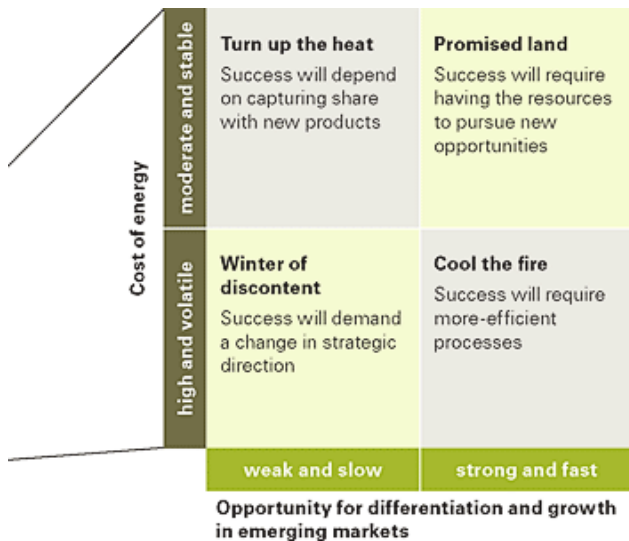 Turn up the heat
Success will depend
on capturing share
with new products
Promised land
Success will require
having the resources
to pursue new
opportunities
Cost of energy
moderate and stable
high and volatile
Winter of
discontent
Success will demand
a change in strategic
direction
Cool the fire
Success will require
more-efficient
processes
weak and slow
strong and fast
Opportunity for differentiation and growth
in emerging markets